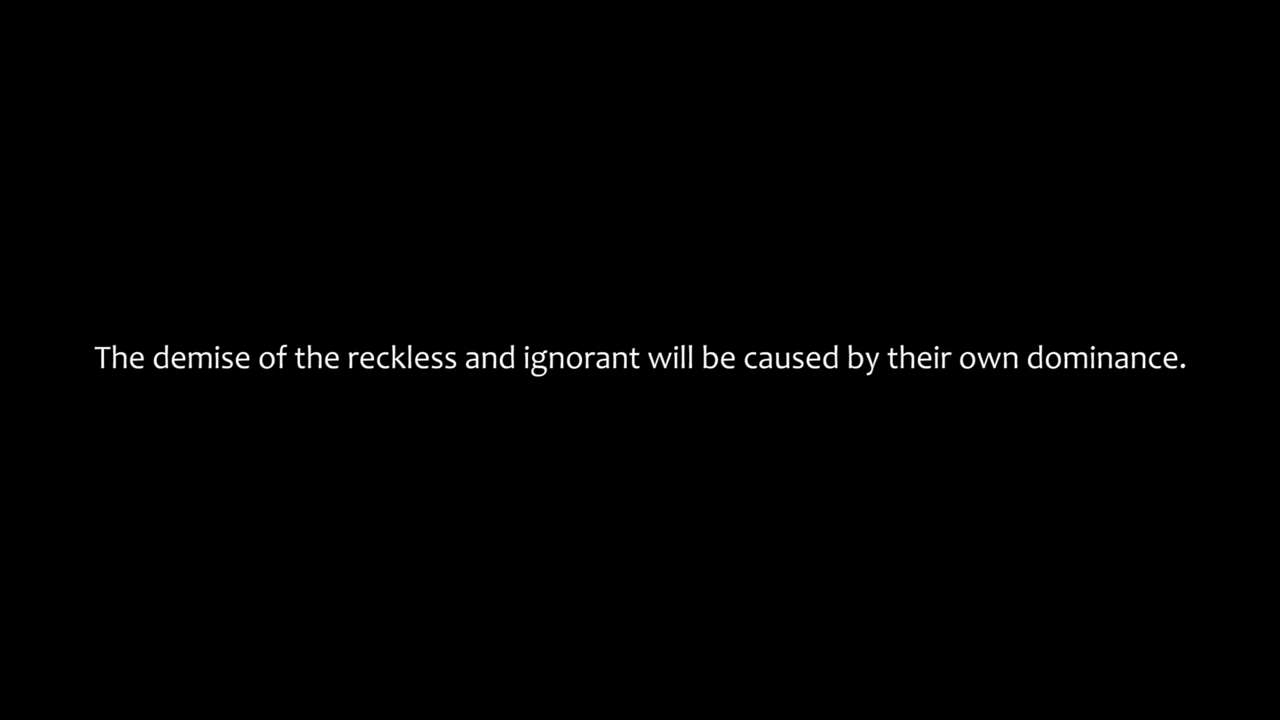 The demise of the reckless and ignorant will be caused by their own dominance.